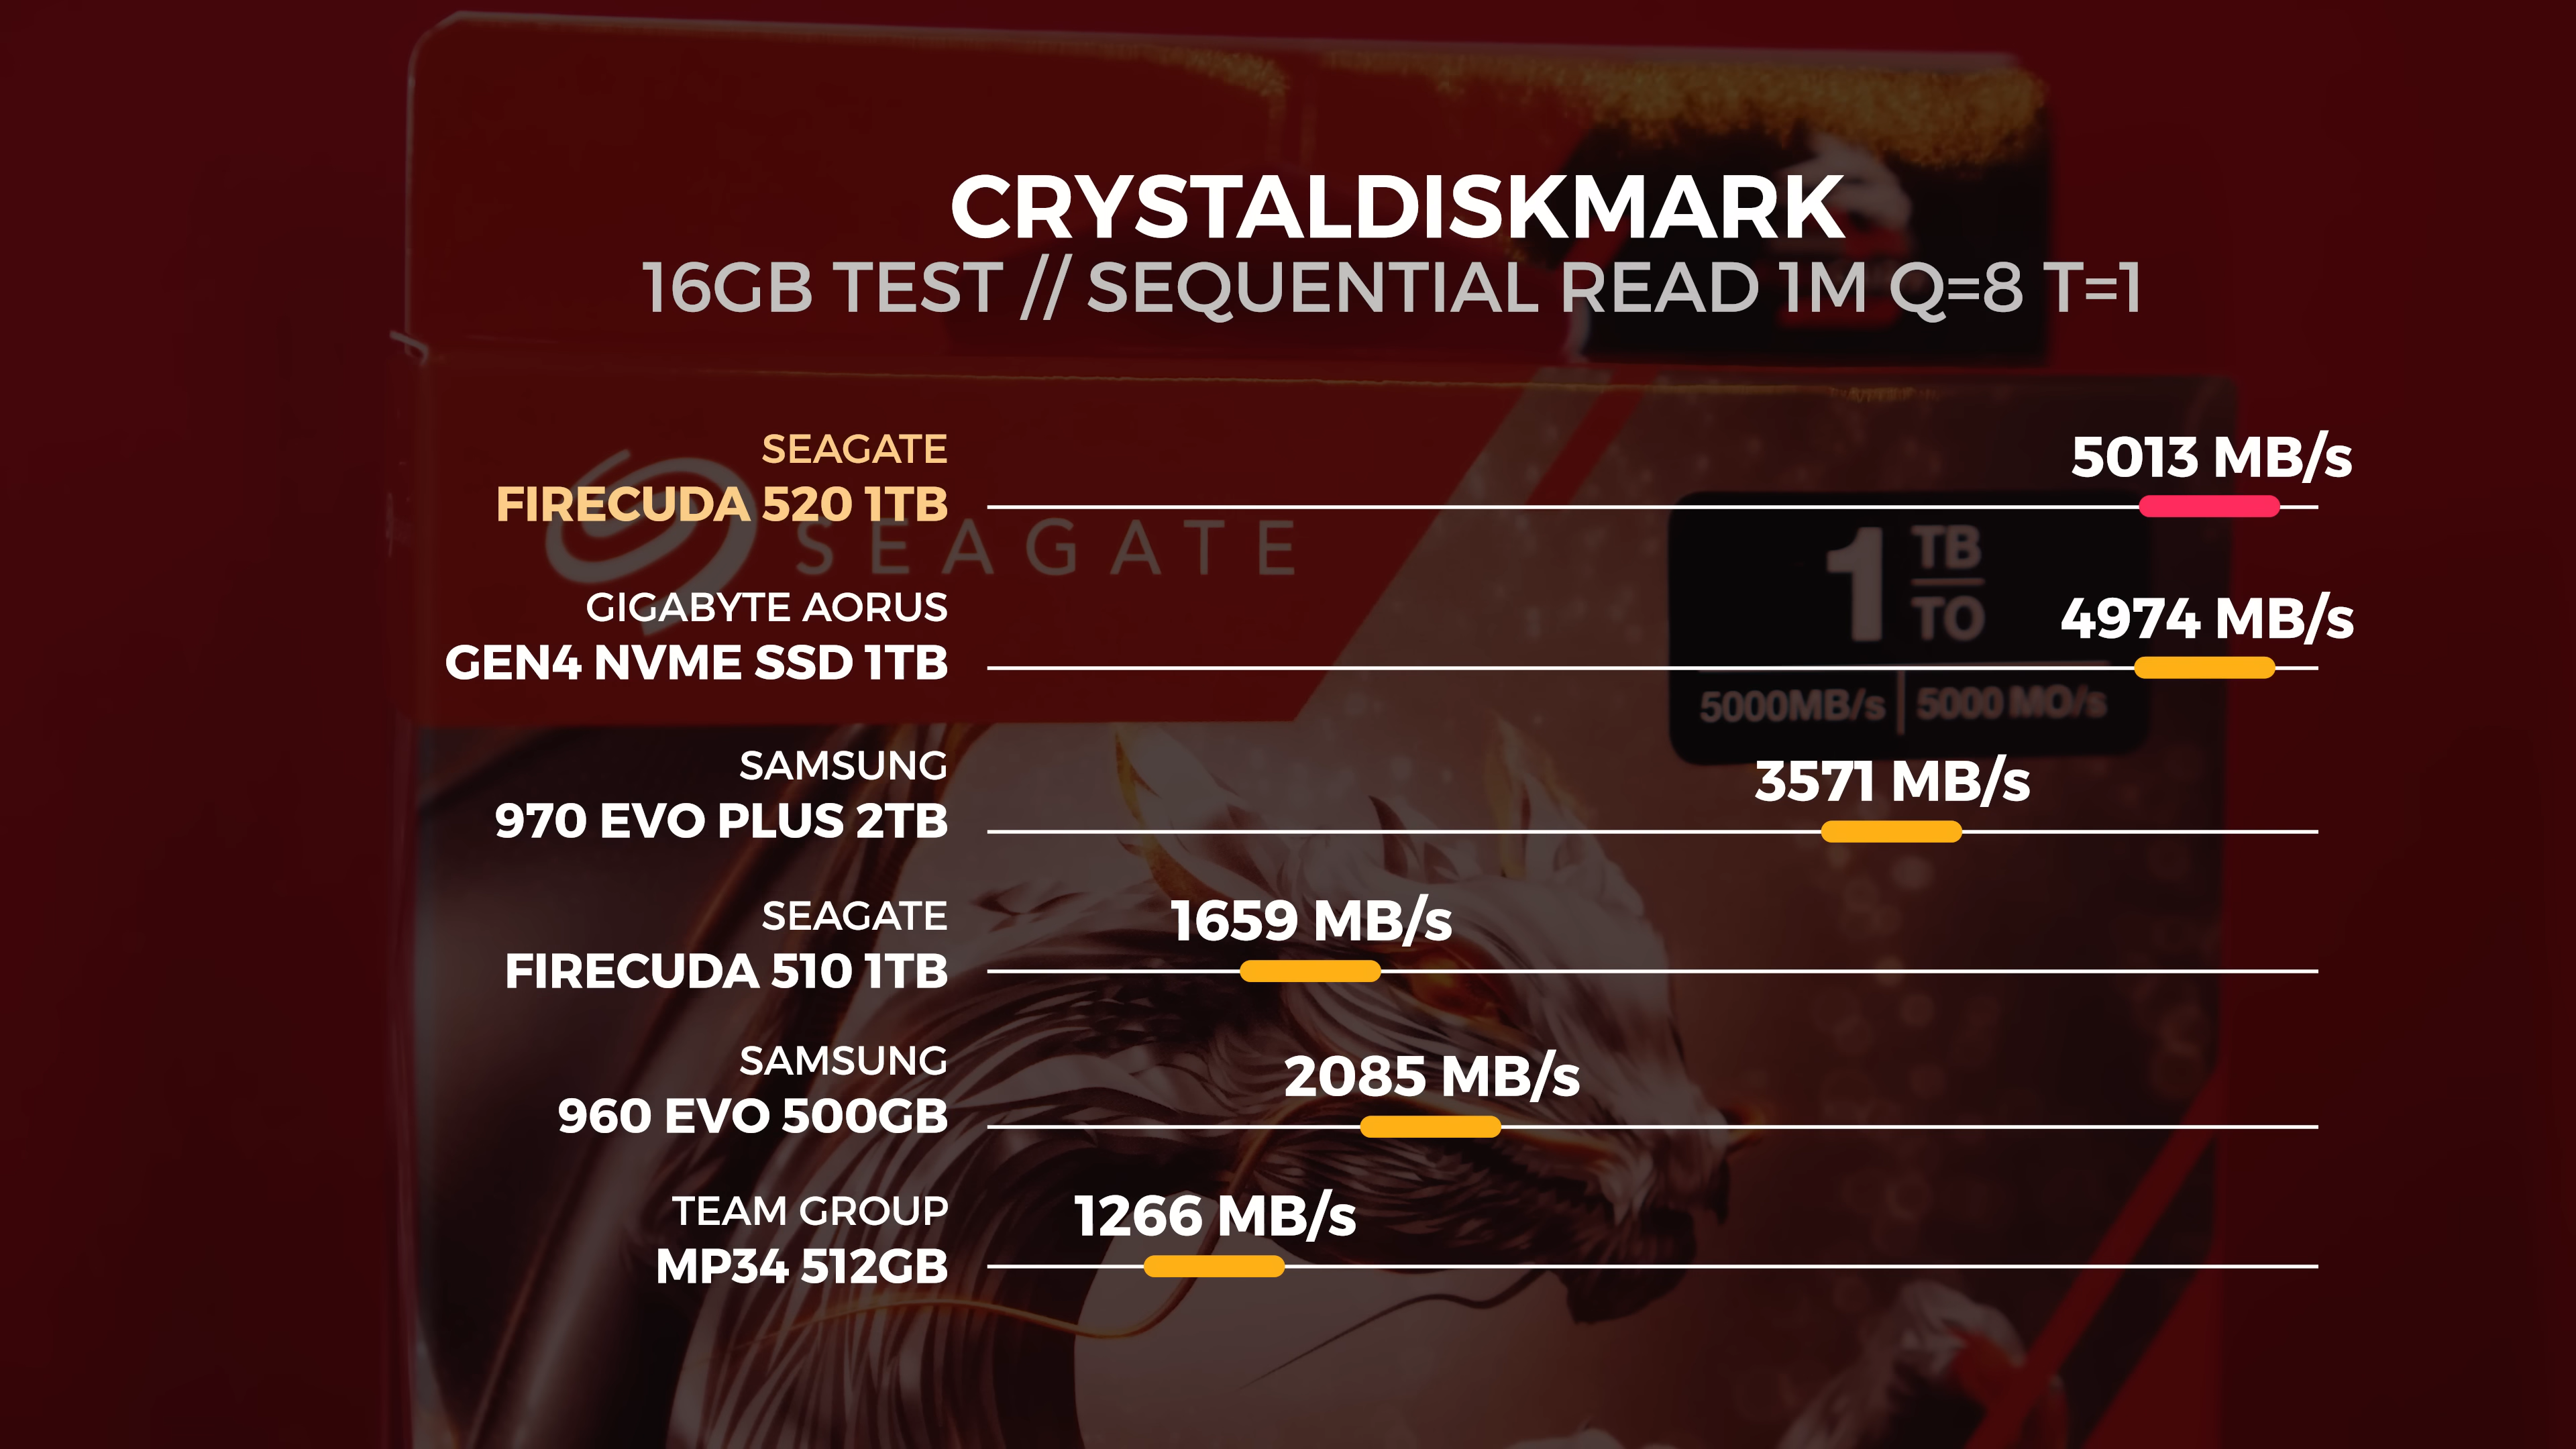 CRYSTALDISKMARK
16GB TEST // SEQUENTIAL READ 1M Q=8 T=1
SEAGATE
FIRECUDA 520 1TB
5013 MB/s
SEAGATE
1 TB
TO
5000MB/s | 5000 MO/s
GIGABYTE AORUS
GEN4 NVME SSD 1TB
4974 MB/s
SAMSUNG
970 EVO PLUS 2TB
3571 MB/s
SEAGATE
FIRECUDA 510 1TB
1659 MB/s
SAMSUNG
960 EVO 500GB
2085 MB/s
TEAM GROUP
MP34 512GB
1266 MB/s